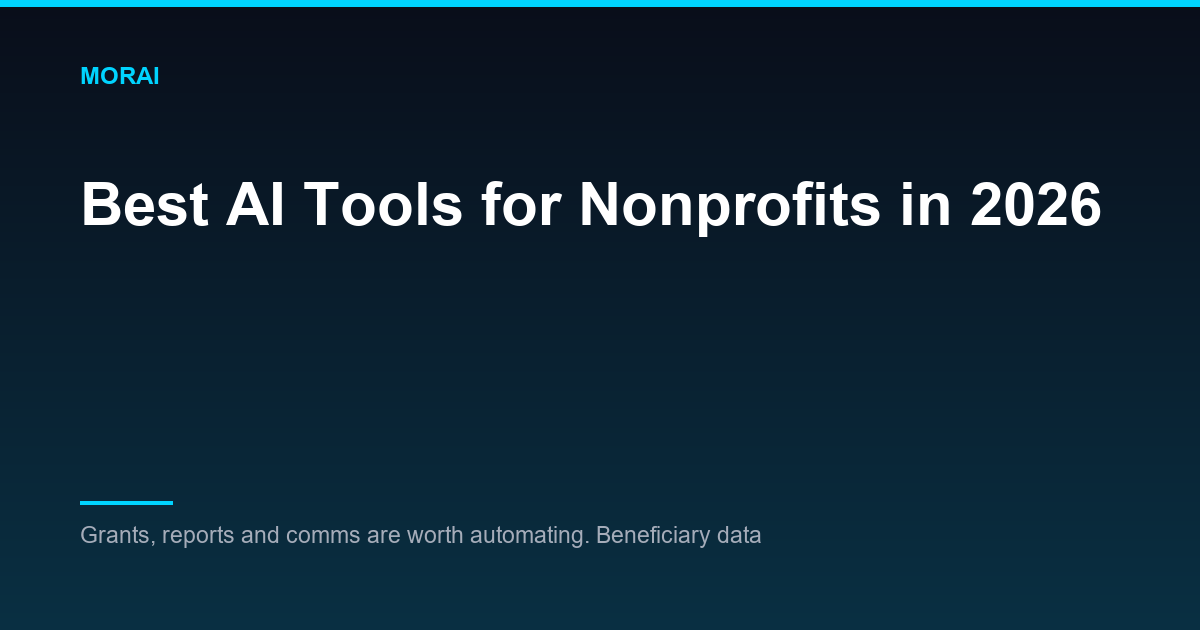 MORAI
Best AI Tools for Nonprofits in 2026
Grants, reports and comms are worth automating. Beneficiary data